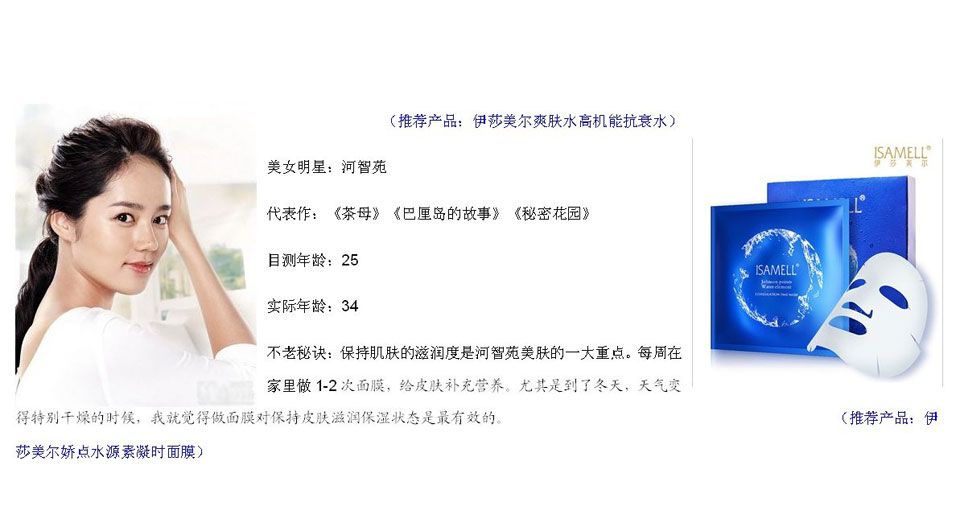 （推荐产品：伊莎美尔爽肤水高机能抗衰水）
美女明星：河智苑
代表作：《茶母》《巴厘岛的故事》《秘密花园》
目测年龄：25
实际年龄：34
不老秘诀：保持肌肤的滋润度是河智苑美肤的一大重点。每周在
家里做1-2次面膜，给皮肤补充营养。尤其是到了冬天，天气变
得特别干燥的时候，我就觉得做面膜对保持皮肤滋润保湿状态是最有效的。
（推荐产品：伊
莎美尔娇点水源素凝时面膜）
ISAMELL®
伊莎美尔
ISAMELL®
Water element